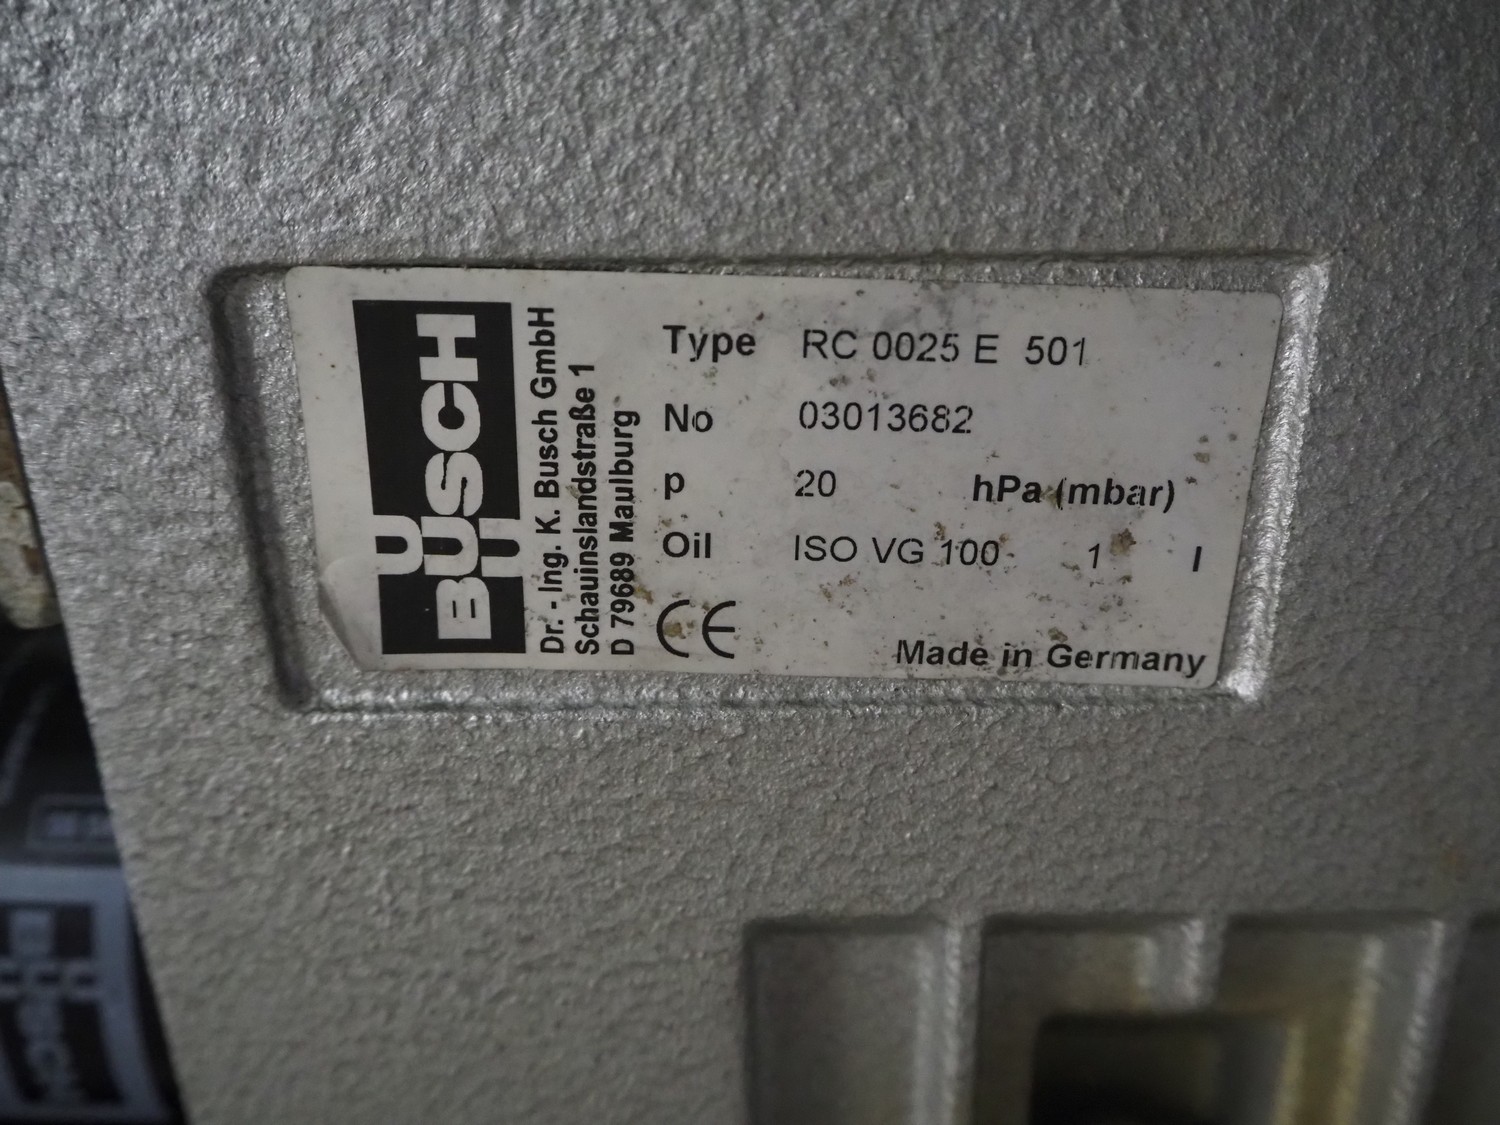 BUSCH
Dr. - Ing. K. Busch GmbH
Schauinslandstraße 1
D 79689 Maulburg
Type RC 0025 E 501
No 03013682
p 20 hPa (mbar)
Oil ISO VG 100 1 l
CE
Made in Germany
BUSCH